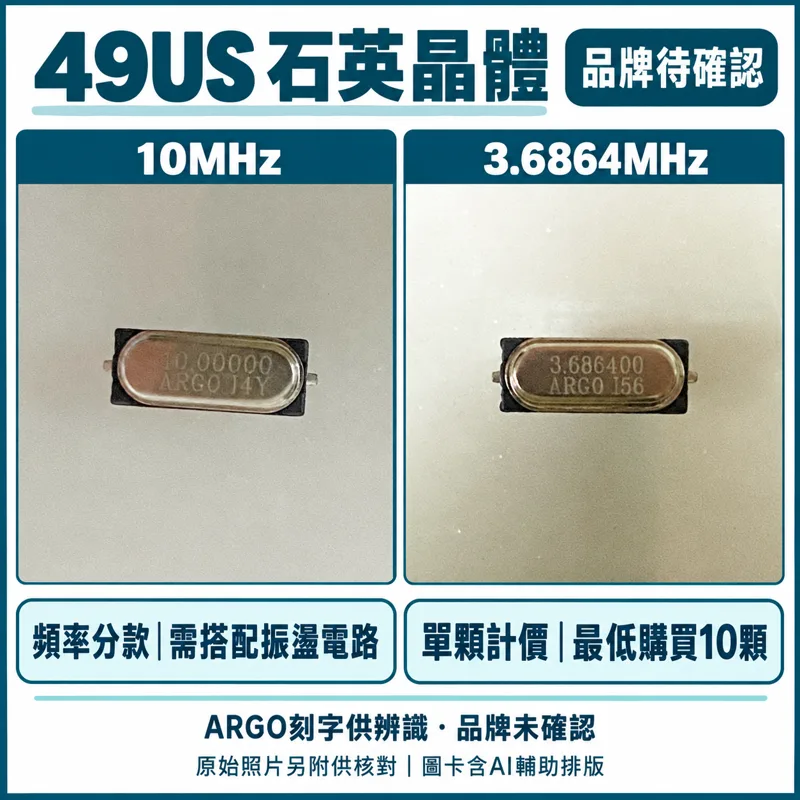 49US 石英晶體
品牌待確認
10MHz
3.6864MHz
10.00000
ARGO J4Y
3.686400
ARGO I56
頻率分款|需搭配振盪電路
單顆計價|最低購買10顆
ARGO刻字供辨識・品牌未確認
原始照片另附供核對|圖卡含AI輔助排版